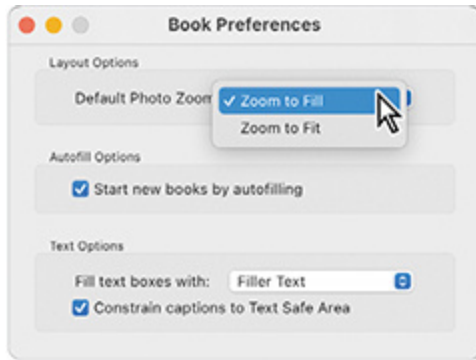 Book Preferences
Layout Options
Default Photo Zoom
✓ Zoom to Fill
Zoom to Fit
Autofill Options
Start new books by autofilling
Text Options
Fill text boxes with: Filler Text
Constrain captions to Text Safe Area